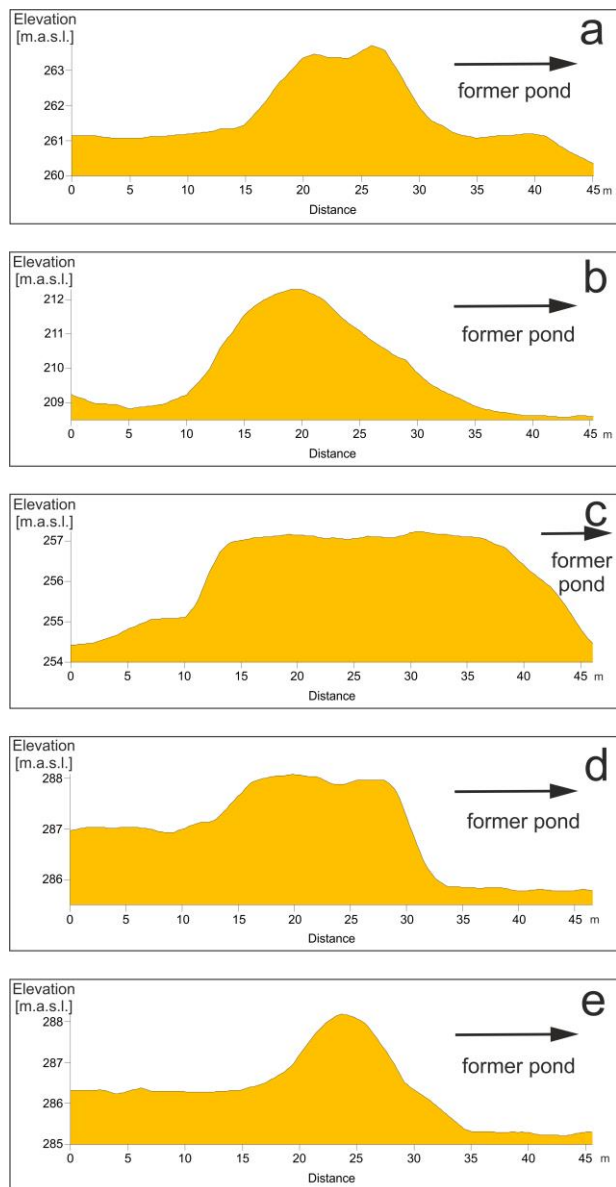 Elevation
[m.a.s.l.]
a
263
262
261
260
former pond
0 5 10 15 20 25 30 35 40 45 m
Distance
Elevation
[m.a.s.l.]
b
212
211
210
209
former pond
0 5 10 15 20 25 30 35 40 45 m
Distance
Elevation
[m.a.s.l.]
c
257
256
255
254
former
pond
0 5 10 15 20 25 30 35 40 45 m
Distance
Elevation
[m.a.s.l.]
d
288
287
286
former pond
0 5 10 15 20 25 30 35 40 45 m
Distance
Elevation
[m.a.s.l.]
e
288
287
286
285
former pond
0 5 10 15 20 25 30 35 40 45 m
Distance